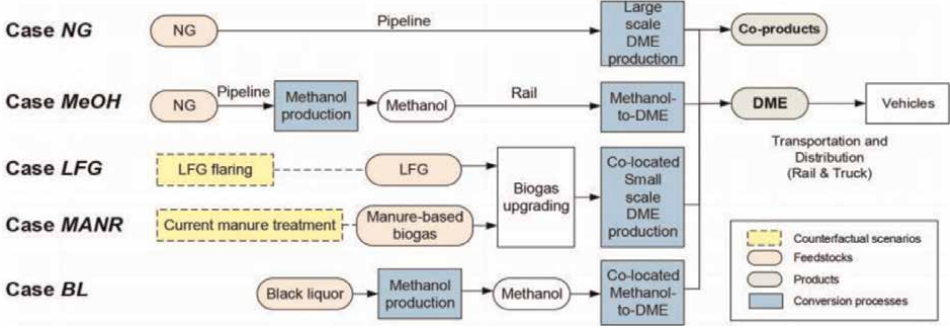 Case NG
NG
Pipeline
Large
scale
DME
production
Co-products
Case MeOH
NG
Pipeline
Methanol
production
Methanol
Rail
Methanol-
to-DME
DME
Vehicles
Transportation and
Distribution
(Rail & Truck)
Case LFG
LFG flaring
LFG
Biogas
upgrading
Co-located
Small
scale
DME
production
Case MANR
Current manure treatment
Manure-based
biogas
Case BL
Black liquor
Methanol
production
Methanol
Co-located
Methanol-
to-DME
Counterfactual scenarios
Feedstocks
Products
Conversion processes